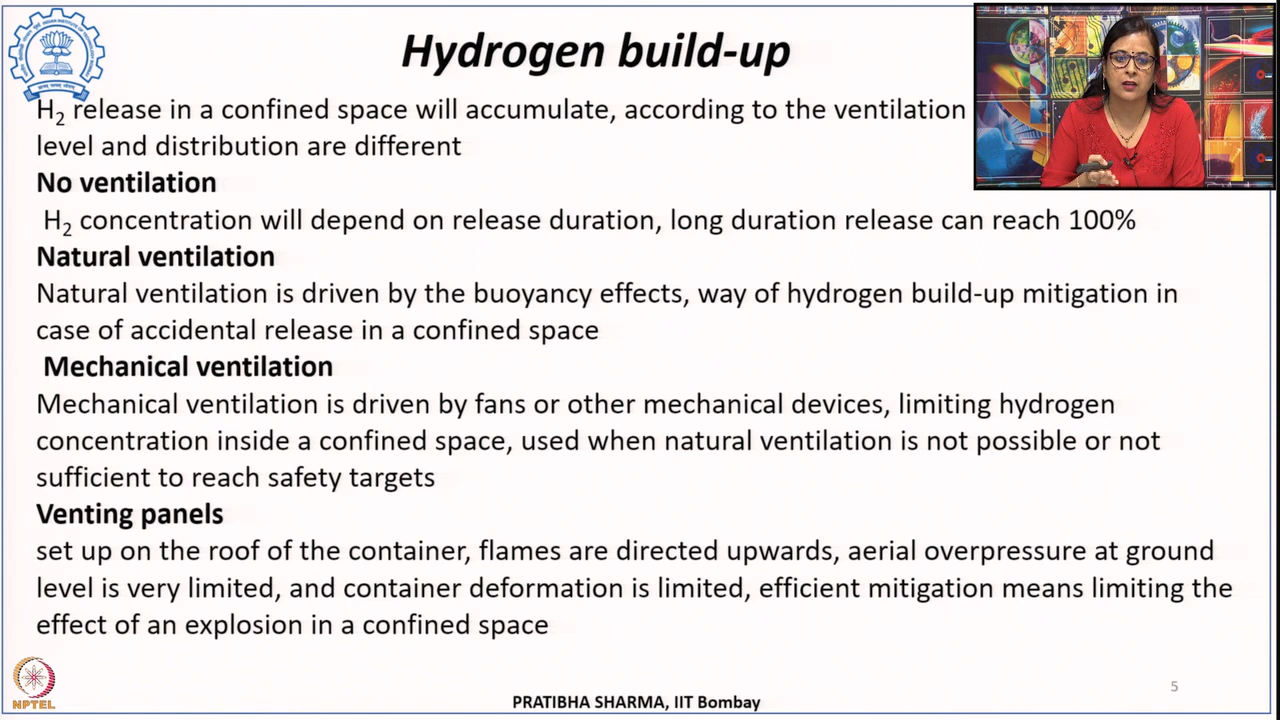 Hydrogen build-up
H₂ release in a confined space will accumulate, according to the ventilation
level and distribution are different
No ventilation
H₂ concentration will depend on release duration, long duration release can reach 100%
Natural ventilation
Natural ventilation is driven by the buoyancy effects, way of hydrogen build-up mitigation in
case of accidental release in a confined space
Mechanical ventilation
Mechanical ventilation is driven by fans or other mechanical devices, limiting hydrogen
concentration inside a confined space, used when natural ventilation is not possible or not
sufficient to reach safety targets
Venting panels
set up on the roof of the container, flames are directed upwards, aerial overpressure at ground
level is very limited, and container deformation is limited, efficient mitigation means limiting the
effect of an explosion in a confined space
5
NPTEL
PRATIBHA SHARMA, IIT Bombay